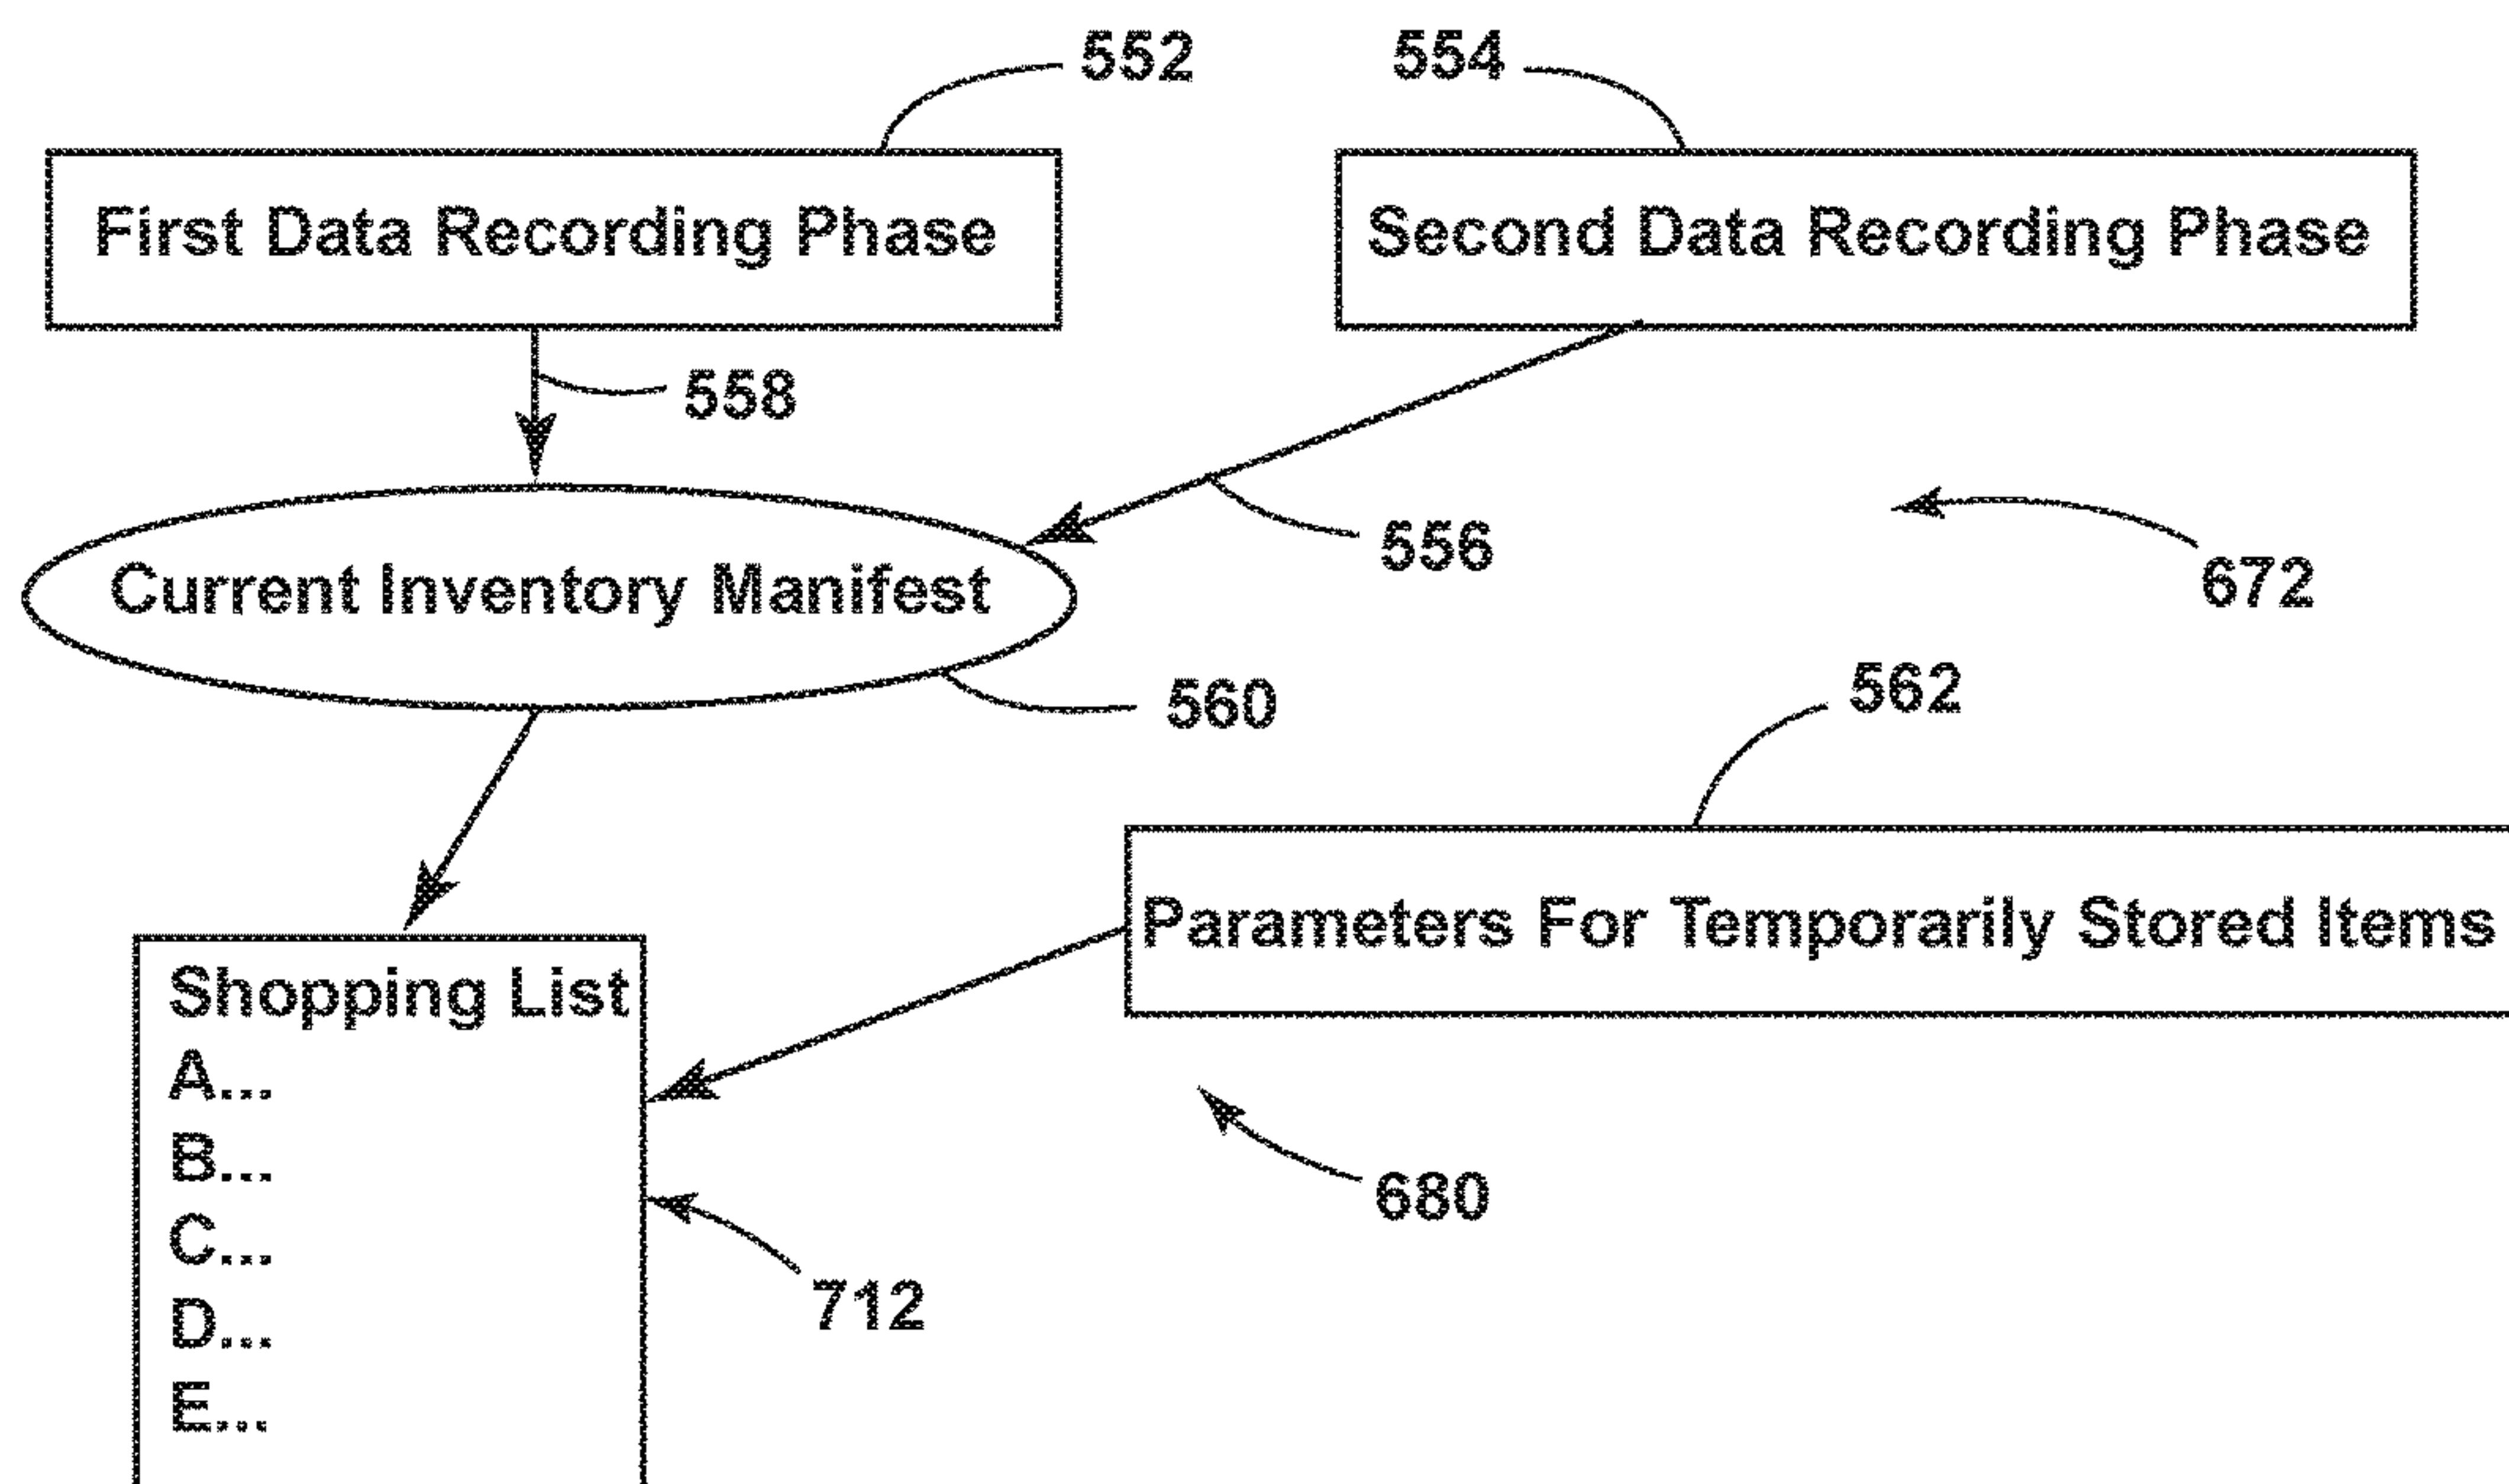 552
554
First Data Recording Phase
Second Data Recording Phase
558
556
Current Inventory Manifest
672
560
562
Parameters For Temporarily Stored Items
Shopping List
A...
B...
C...
D...
E...
680
712